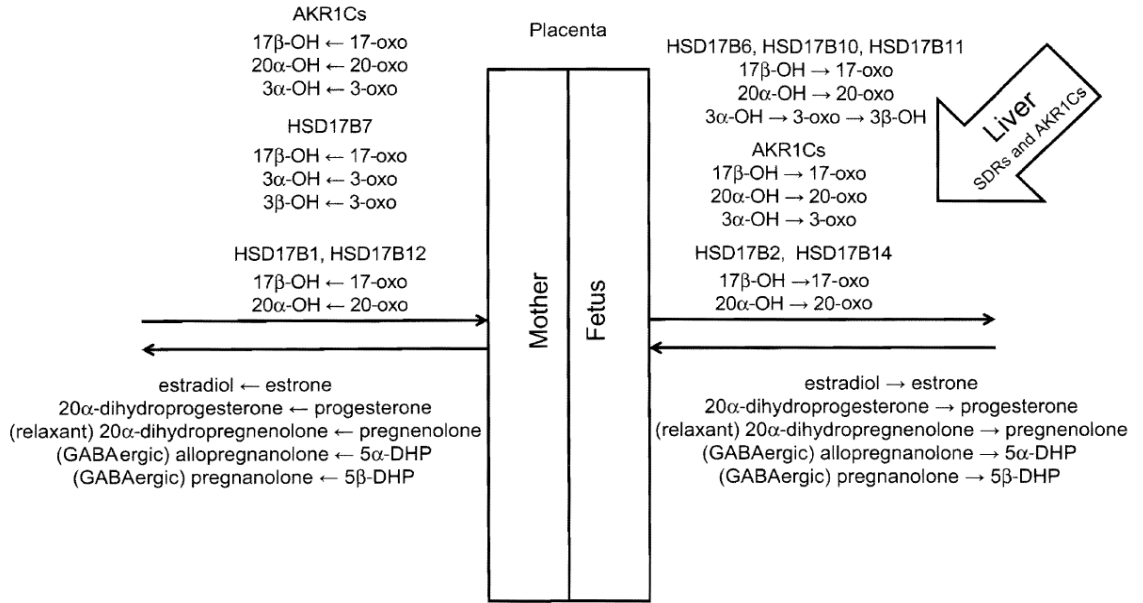 AKR1Cs
17β-OH ← 17-oxo
20α-OH ← 20-oxo
3α-OH ← 3-oxo
HSD17B7
17β-OH ← 17-oxo
3α-OH ← 3-oxo
3β-OH ← 3-oxo
HSD17B1, HSD17B12
17β-OH ← 17-oxo
20α-OH ← 20-oxo
estradiol ← estrone
20α-dihydroprogesterone ← progesterone
(relaxant) 20α-dihydropregnenolone ← pregnenolone
(GABAergic) allopregnanolone ← 5α-DHP
(GABAergic) pregnanolone ← 5β-DHP
Placenta
Mother
Fetus
HSD17B6, HSD17B10, HSD17B11
17β-OH → 17-oxo
20α-OH → 20-oxo
3α-OH → 3-oxo → 3β-OH
AKR1Cs
17β-OH → 17-oxo
20α-OH → 20-oxo
3α-OH → 3-oxo
HSD17B2, HSD17B14
17β-OH →17-oxo
20α-OH → 20-oxo
estradiol → estrone
20α-dihydroprogesterone → progesterone
(relaxant) 20α-dihydropregnenolone → pregnenolone
(GABAergic) allopregnanolone → 5α-DHP
(GABAergic) pregnanolone → 5β-DHP
Liver
SDRs and AKR1Cs